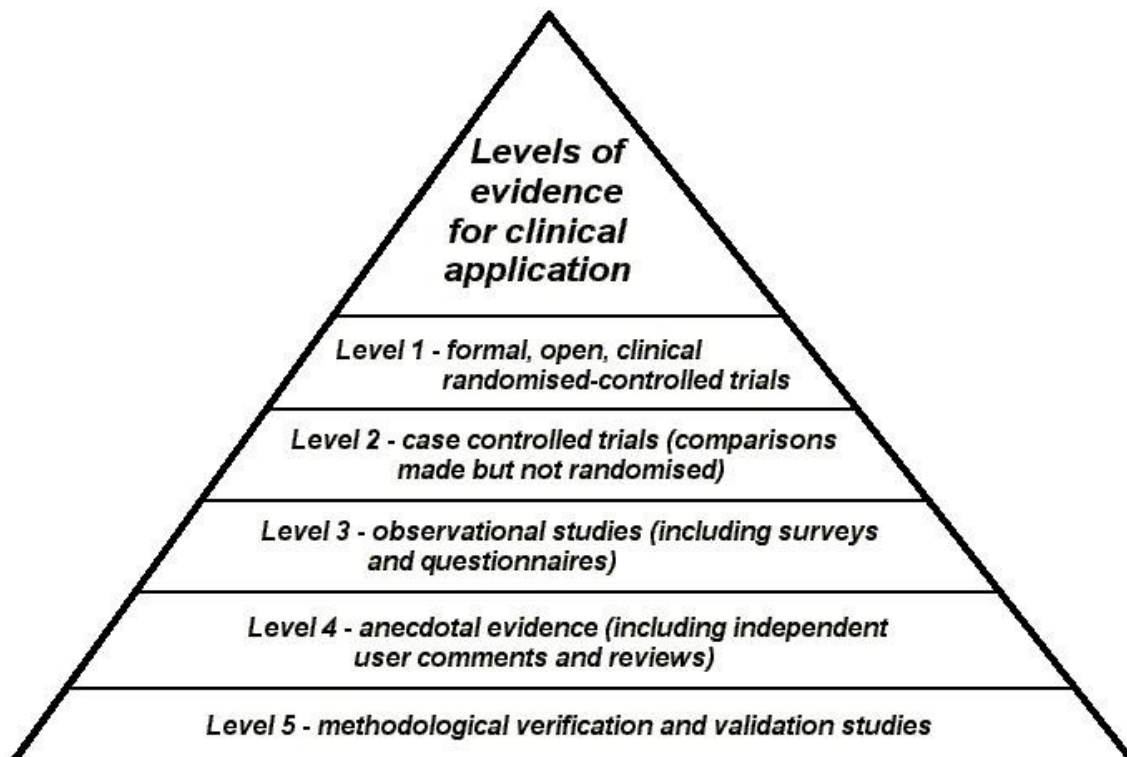 Levels of
evidence
for clinical
application
Level 1 - formal, open, clinical
randomised-controlled trials
Level 2 - case controlled trials (comparisons
made but not randomised)
Level 3 - observational studies (including surveys
and questionnaires)
Level 4 - anecdotal evidence (including independent
user comments and reviews)
Level 5 - methodological verification and validation studies